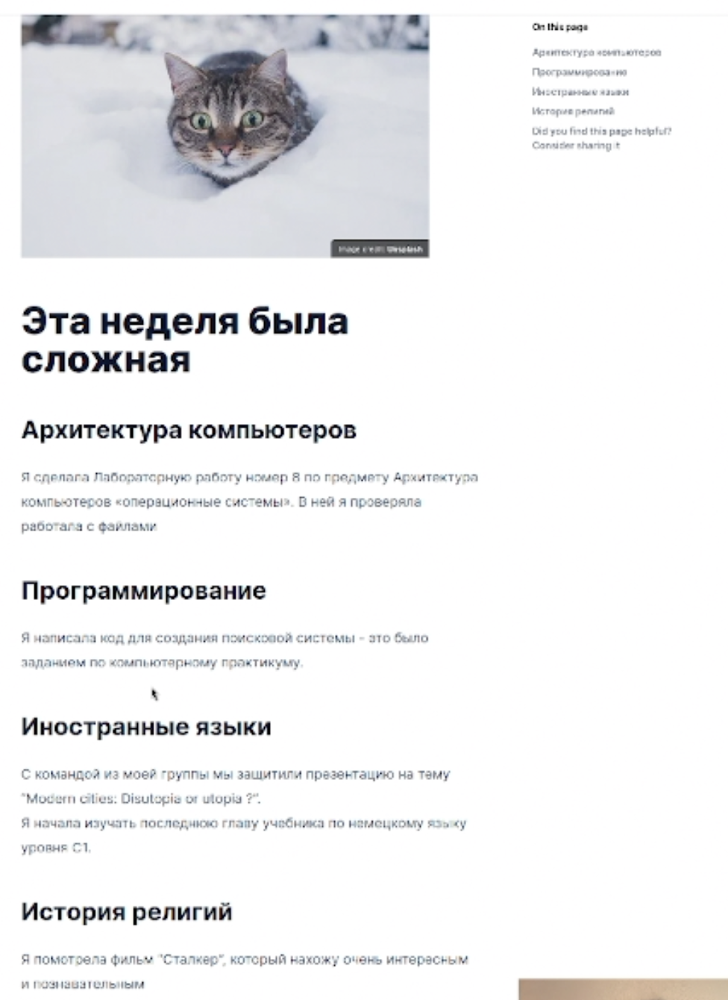 On this page
Архитектура компьютеров
Программирование
Иностранные языки
История религий
Did you find this page helpful?
Consider sharing it
Image credit: Unsplash
Эта неделя была
сложная
Архитектура компьютеров
Я сделала Лабораторную работу номер 8 по предмету Архитектура
компьютеров «операционные системы». В ней я проверяла
работала с файлами
Программирование
Я написала код для создания поисковой системы - это было
заданием по компьютерному практикуму.
Иностранные языки
С командой из моей группы мы защитили презентацию на тему
"Modern cities: Disutopia or utopia ?".
Я начала изучать последнюю главу учебника по немецкому языку
уровня C1.
История религий
Я помотрела фильм "Сталкер", который нахожу очень интересным
и познавательным